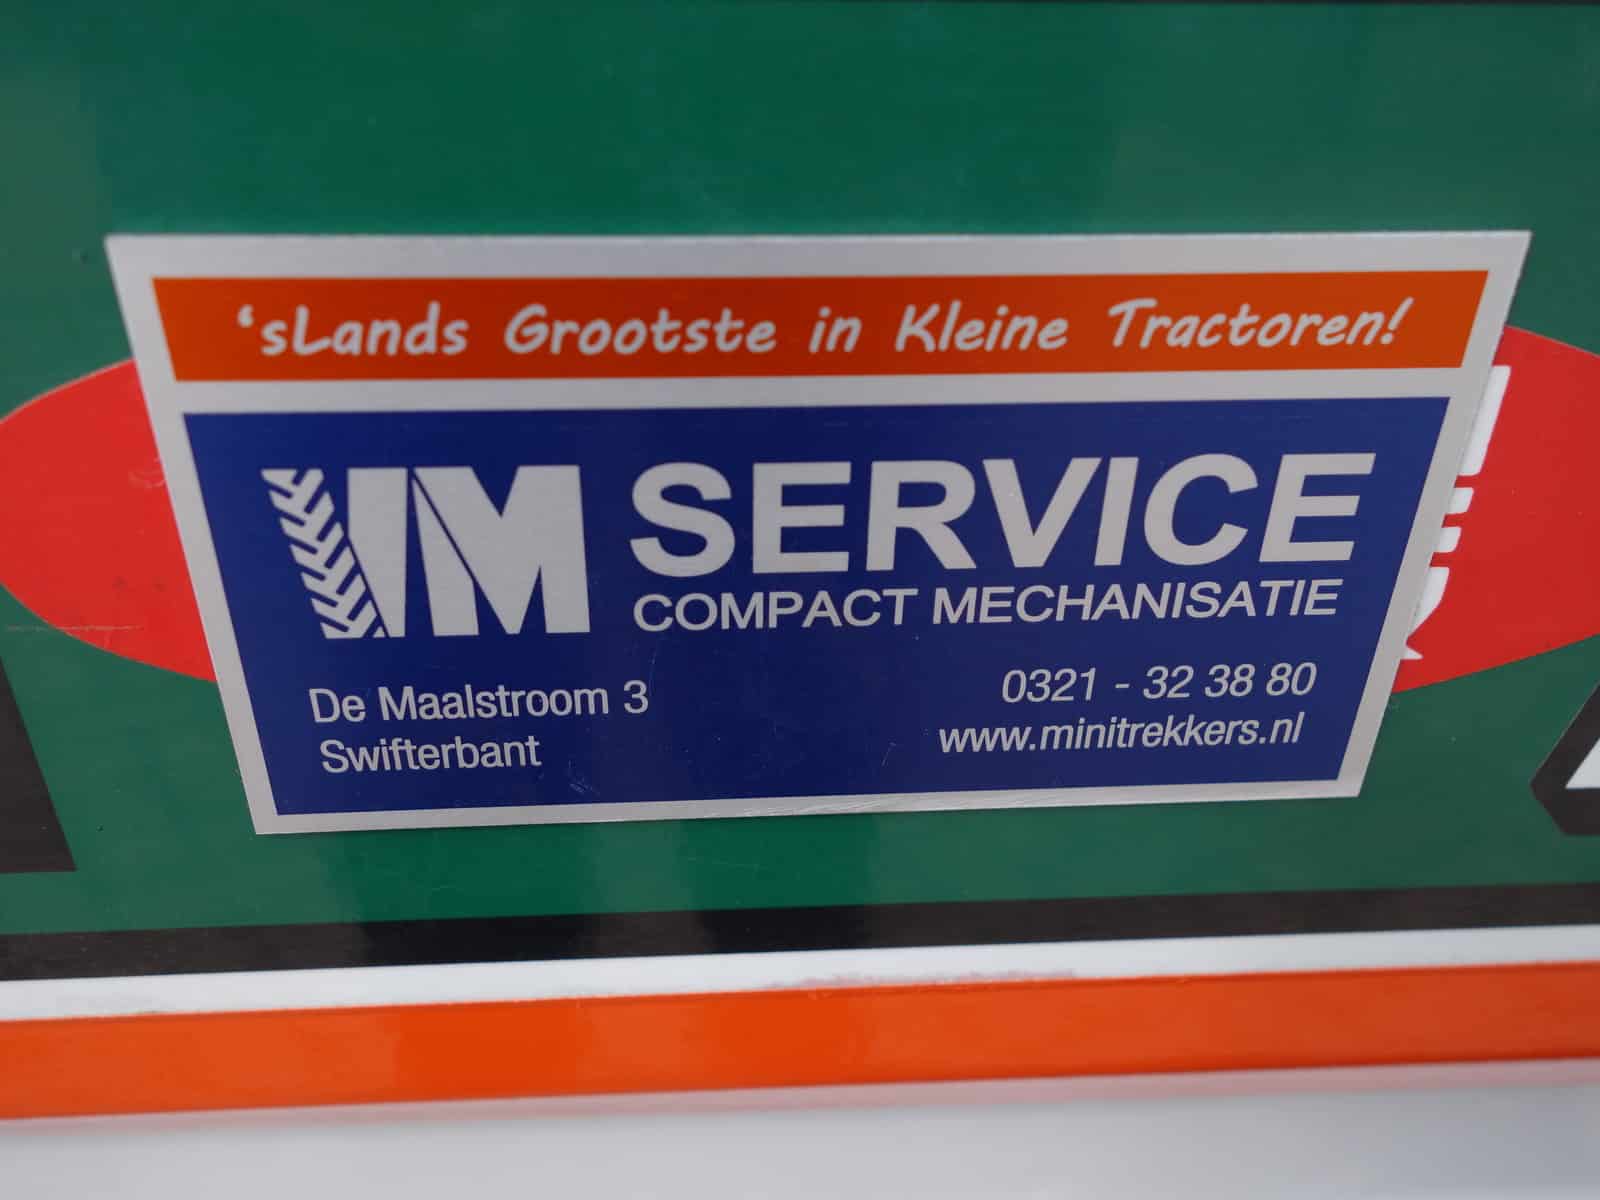 ‘sLands Grootste in Kleine Tractoren!
VM SERVICE
COMPACT MECHANISATIE
De Maalstroom 3
Swifterbant
0321 - 32 38 80
www.minitrekkers.nl